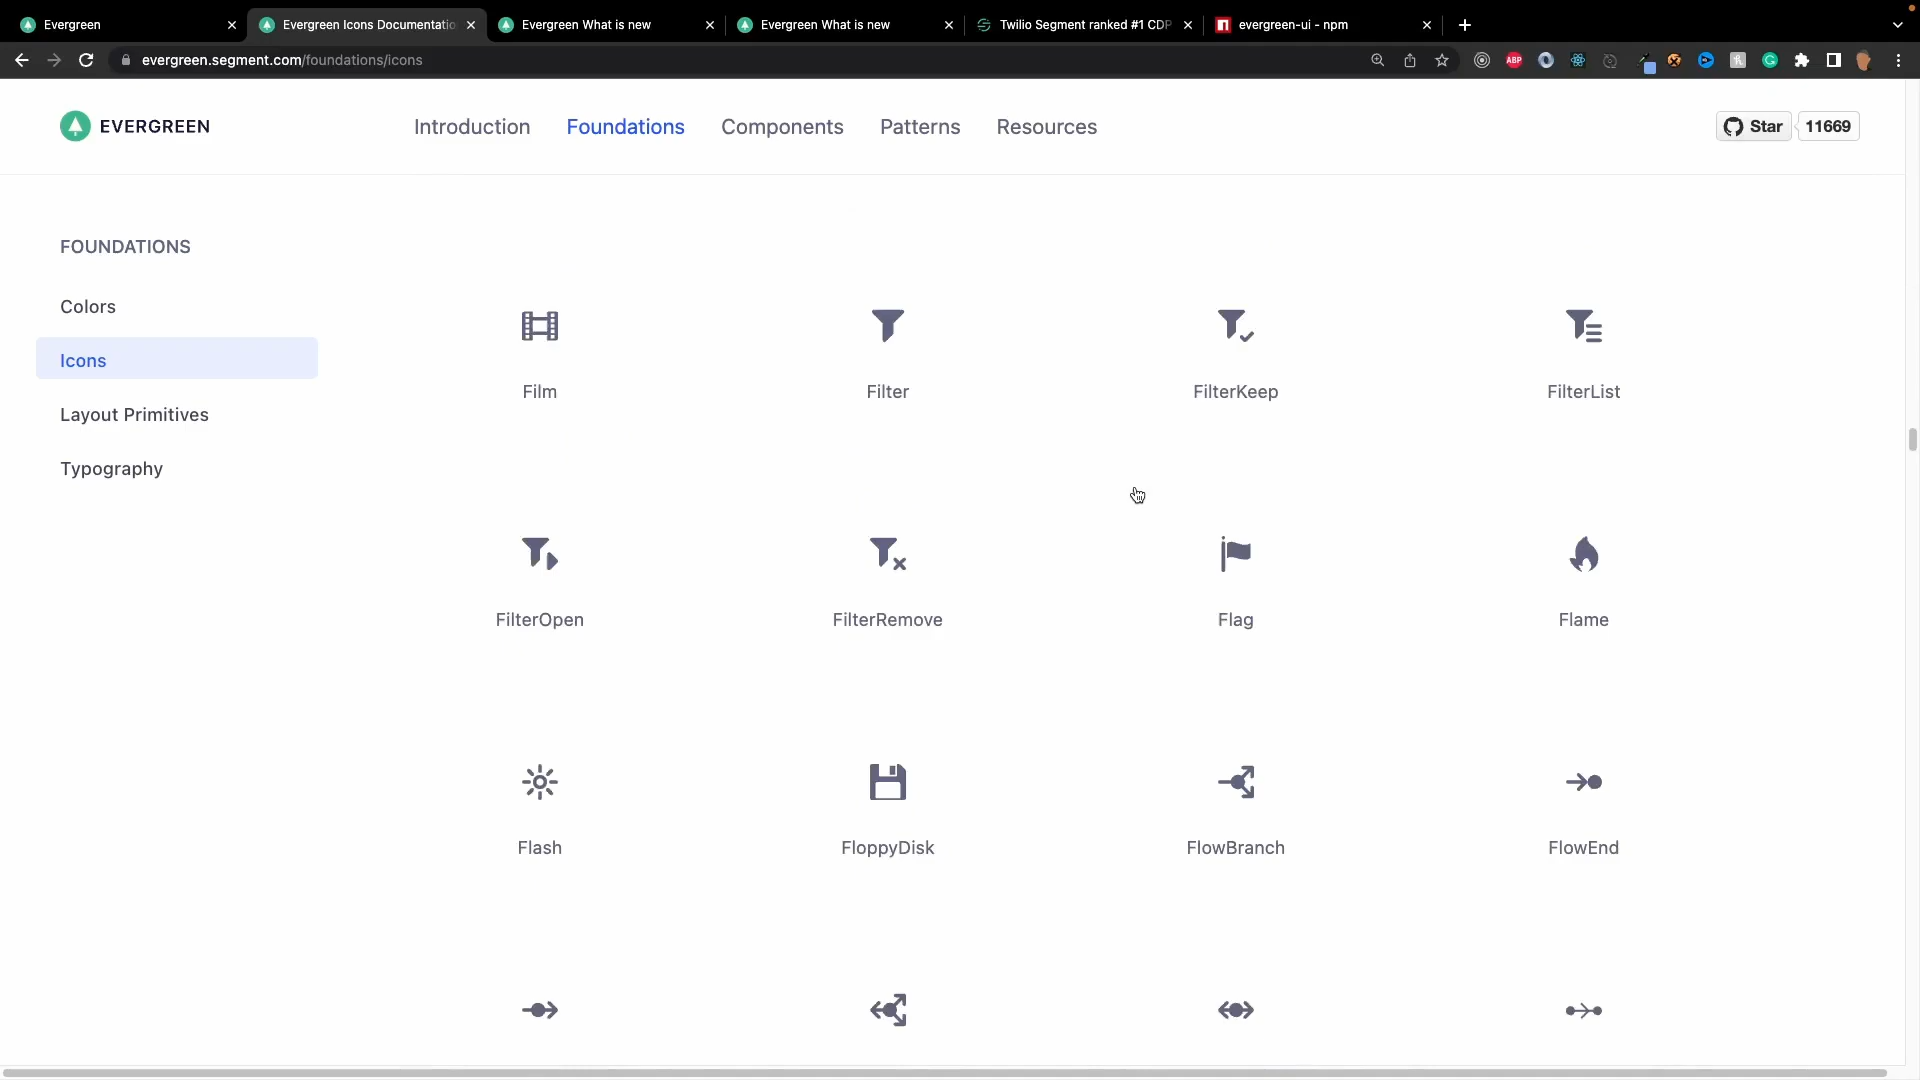 Evergreen
Evergreen Icons Documentatio
Evergreen What is new
Evergreen What is new
Twilio Segment ranked #1 CDP
evergreen-ui - npm
evergreen.segment.com/foundations/icons
ABP
EVERGREEN
Introduction
Foundations
Components
Patterns
Resources
Star
11669
FOUNDATIONS
Colors
Icons
Layout Primitives
Typography
Film
Filter
FilterKeep
FilterList
FilterOpen
FilterRemove
Flag
Flame
Flash
FloppyDisk
FlowBranch
FlowEnd